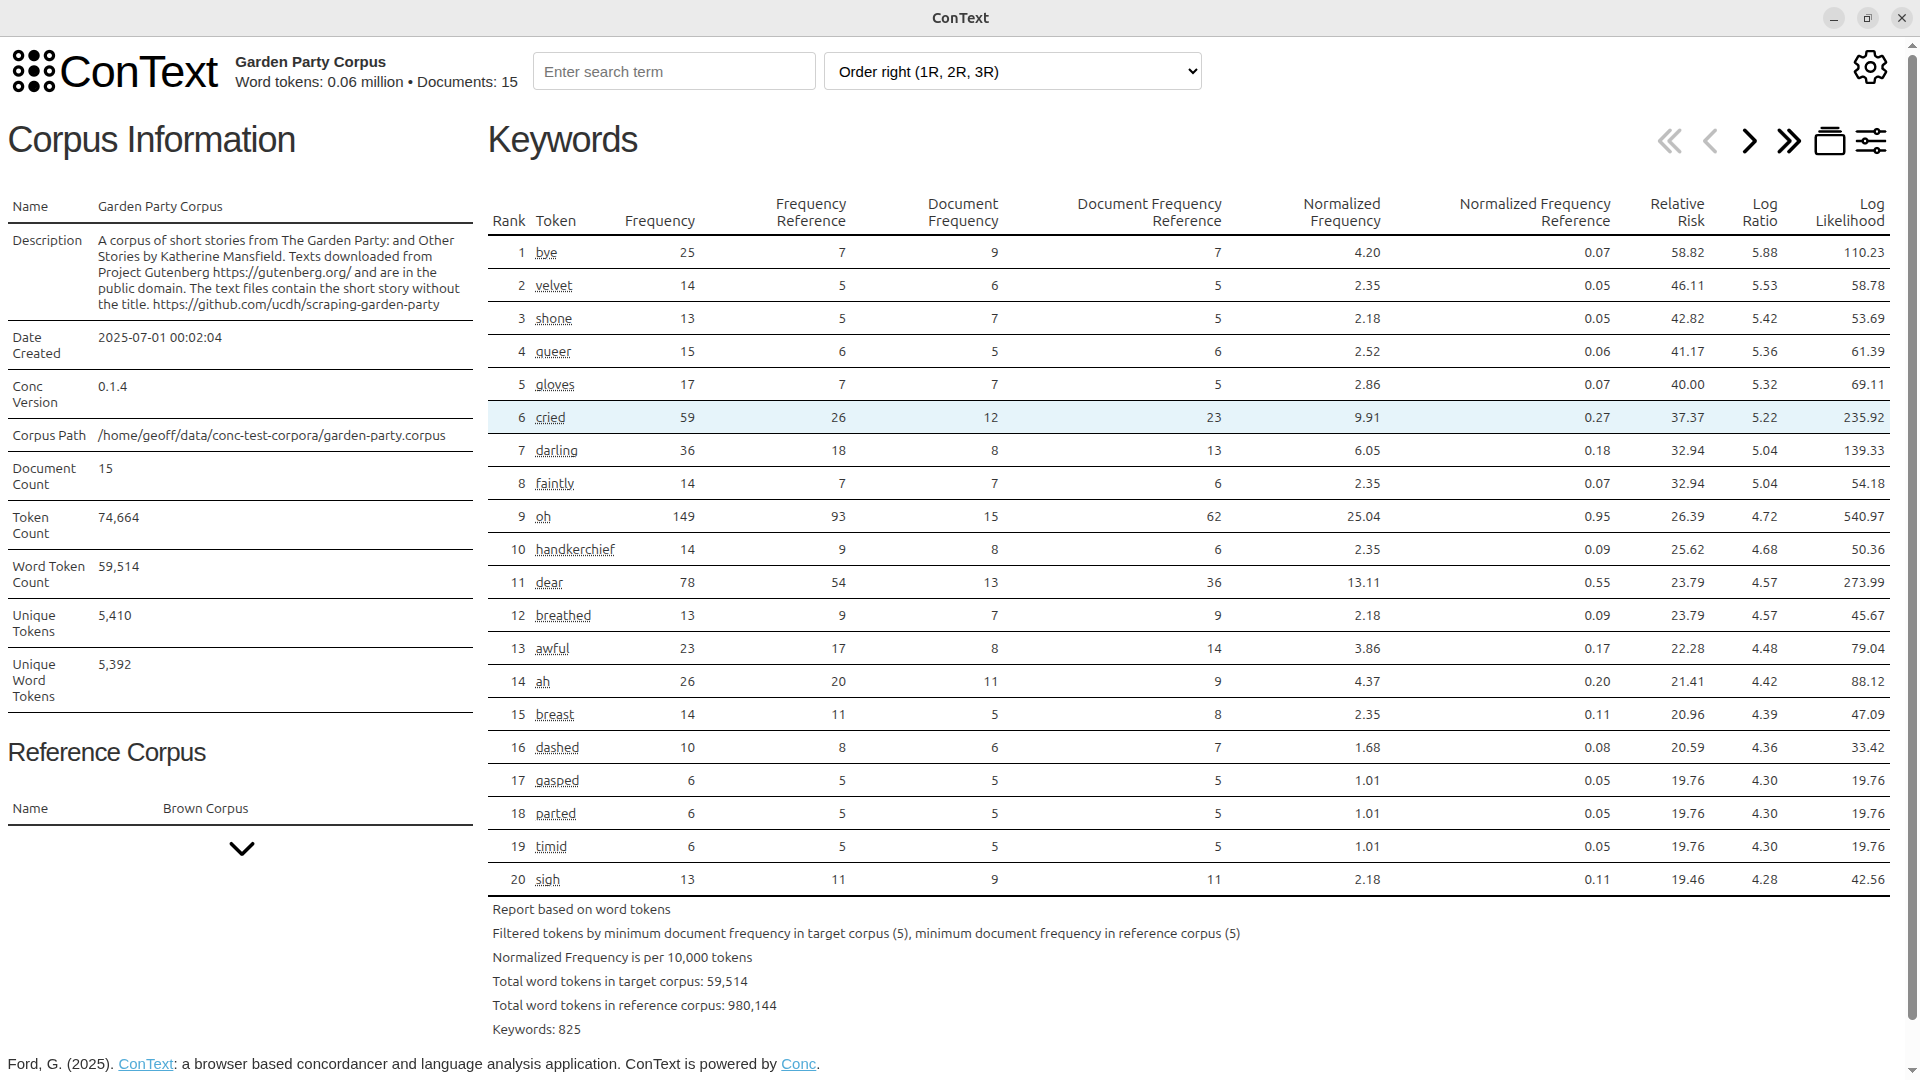 ConText
ConText
Garden Party Corpus
Word tokens: 0.06 million • Documents: 15
Enter search term
Order right (1R, 2R, 3R)
Corpus Information
Name Garden Party Corpus
Description A corpus of short stories from The Garden Party: and Other
Stories by Katherine Mansfield. Texts downloaded from
Project Gutenberg https://gutenberg.org/ and are in the
public domain. The text files contain the short story without
the title. https://github.com/ucdh/scraping-garden-party
Date Created 2025-07-01 00:02:04
Conc Version 0.1.4
Corpus Path /home/geoff/data/conc-test-corpora/garden-party.corpus
Document Count 15
Token Count 74,664
Word Token Count 59,514
Unique Tokens 5,410
Unique Word Tokens 5,392
Reference Corpus
Name Brown Corpus
Keywords
Rank Token Frequency Frequency Reference Document Frequency Document Frequency Reference Normalized Frequency Normalized Frequency Reference Relative Risk Log Ratio Log Likelihood
1 bye 25 7 9 7 4.20 0.07 58.82 5.88 110.23
2 velvet 14 5 6 5 2.35 0.05 46.11 5.53 58.78
3 shone 13 5 7 5 2.18 0.05 42.82 5.42 53.69
4 queer 15 6 5 6 2.52 0.06 41.17 5.36 61.39
5 gloves 17 7 7 5 2.86 0.07 40.00 5.32 69.11
6 cried 59 26 12 23 9.91 0.27 37.37 5.22 235.92
7 darling 36 18 8 13 6.05 0.18 32.94 5.04 139.33
8 faintly 14 7 7 6 2.35 0.07 32.94 5.04 54.18
9 oh 149 93 15 62 25.04 0.95 26.39 4.72 540.97
10 handkerchief 14 9 8 6 2.35 0.09 25.62 4.68 50.36
11 dear 78 54 13 36 13.11 0.55 23.79 4.57 273.99
12 breathed 13 9 7 9 2.18 0.09 23.79 4.57 45.67
13 awful 23 17 8 14 3.86 0.17 22.28 4.48 79.04
14 ah 26 20 11 9 4.37 0.20 21.41 4.42 88.12
15 breast 14 11 5 8 2.35 0.11 20.96 4.39 47.09
16 dashed 10 8 6 7 1.68 0.08 20.59 4.36 33.42
17 gasped 6 5 5 5 1.01 0.05 19.76 4.30 19.76
18 parted 6 5 5 5 1.01 0.05 19.76 4.30 19.76
19 timid 6 5 5 5 1.01 0.05 19.76 4.30 19.76
20 sigh 13 11 9 11 2.18 0.11 19.46 4.28 42.56
Report based on word tokens
Filtered tokens by minimum document frequency in target corpus (5), minimum document frequency in reference corpus (5)
Normalized Frequency is per 10,000 tokens
Total word tokens in target corpus: 59,514
Total word tokens in reference corpus: 980,144
Keywords: 825
Ford, G. (2025). ConText: a browser based concordancer and language analysis application. ConText is powered by Conc.